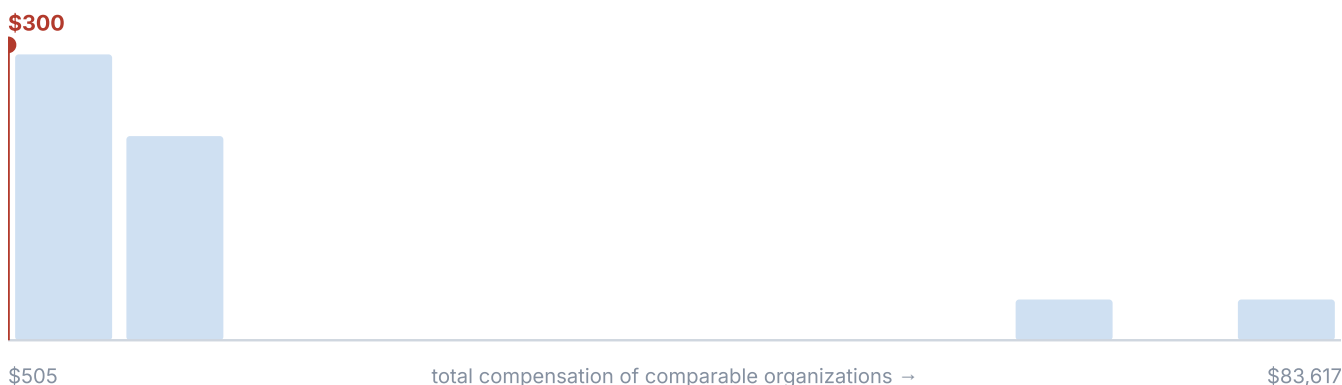 $300
$505 total compensation of comparable organizations → $83,617